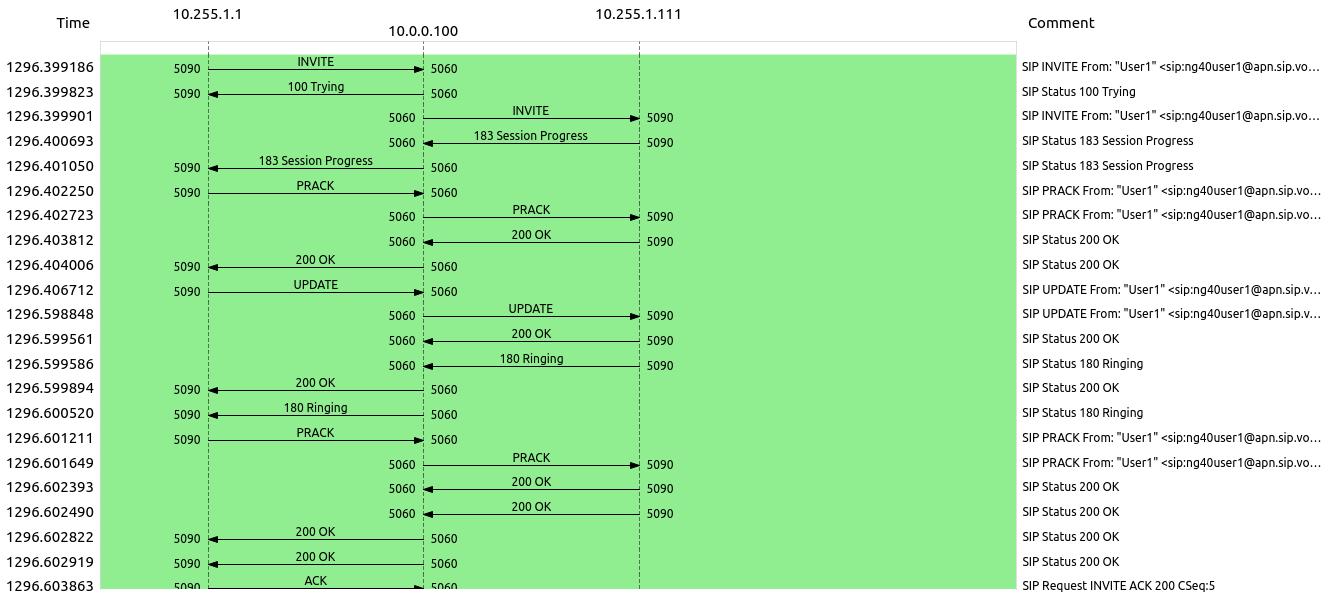 10.255.1.1 10.255.1.111
Time 10.0.0.100 Comment
1296.399186 5090 INVITE 5060 SIP INVITE From: "User1" <sip:ng40user1@apn.sip.vo...
1296.399823 5090 100 Trying 5060 SIP Status 100 Trying
1296.399901 5060 INVITE 5090 SIP INVITE From: "User1" <sip:ng40user1@apn.sip.vo...
1296.400693 5060 183 Session Progress 5090 SIP Status 183 Session Progress
1296.401050 5090 183 Session Progress 5060 SIP Status 183 Session Progress
1296.402250 5090 PRACK 5060 SIP PRACK From: "User1" <sip:ng40user1@apn.sip.vo...
1296.402723 5060 PRACK 5090 SIP PRACK From: "User1" <sip:ng40user1@apn.sip.vo...
1296.403812 5060 200 OK 5090 SIP Status 200 OK
1296.404006 5090 200 OK 5060 SIP Status 200 OK
1296.406712 5090 UPDATE 5060 SIP UPDATE From: "User1" <sip:ng40user1@apn.sip.v...
1296.598848 5060 UPDATE 5090 SIP UPDATE From: "User1" <sip:ng40user1@apn.sip.v...
1296.599561 5060 200 OK 5090 SIP Status 200 OK
1296.599586 5060 180 Ringing 5090 SIP Status 180 Ringing
1296.599894 5090 200 OK 5060 SIP Status 200 OK
1296.600520 5090 180 Ringing 5060 SIP Status 180 Ringing
1296.601211 5090 PRACK 5060 SIP PRACK From: "User1" <sip:ng40user1@apn.sip.vo...
1296.601649 5060 PRACK 5090 SIP PRACK From: "User1" <sip:ng40user1@apn.sip.vo...
1296.602393 5060 200 OK 5090 SIP Status 200 OK
1296.602490 5060 200 OK 5090 SIP Status 200 OK
1296.602822 5090 200 OK 5060 SIP Status 200 OK
1296.602919 5090 200 OK 5060 SIP Status 200 OK
1296.603863 5090 ACK 5060 SIP Request INVITE ACK 200 CSeq:5